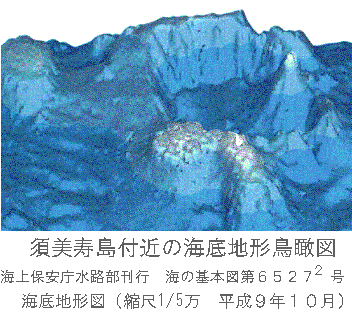 須美寿島付近の海底地形鳥瞰図
海上保安庁水路部刊行　海の基本図第６５２７² 号
海底地形図（縮尺1/5万　平成９年１０月）